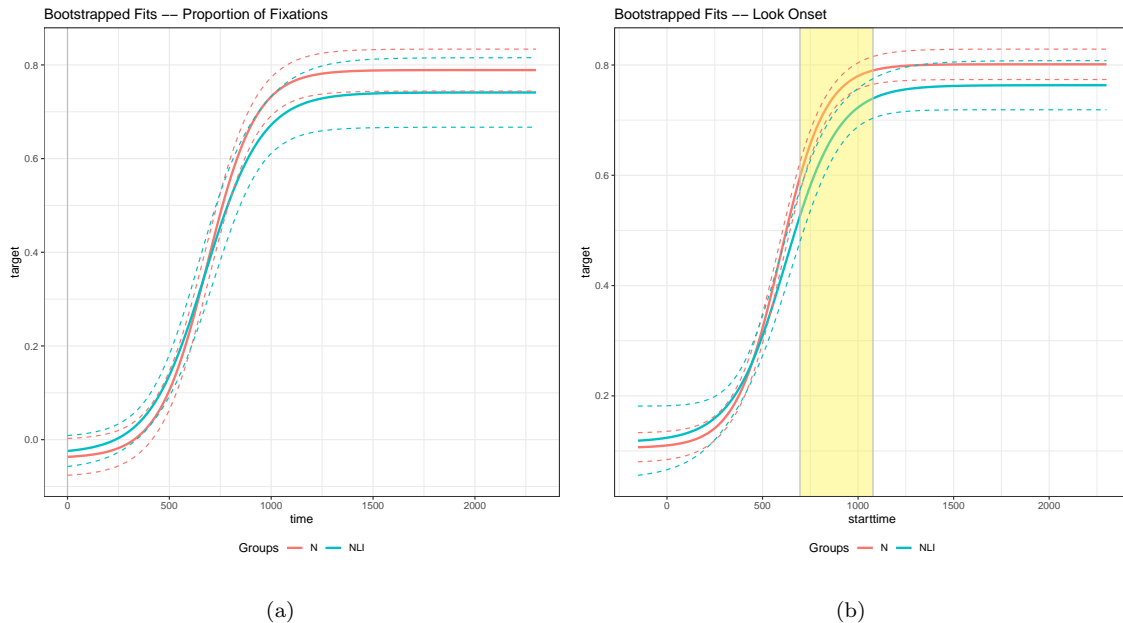 Bootstrapped Fits −− Proportion of Fixations
0.8
0.6
0.4
0.2
0.0
target
0 500 1000 1500 2000
time
Groups N NLI
(a)
Bootstrapped Fits −− Look Onset
0.8
0.6
0.4
0.2
target
0 500 1000 1500 2000
starttime
Groups N NLI
(b)